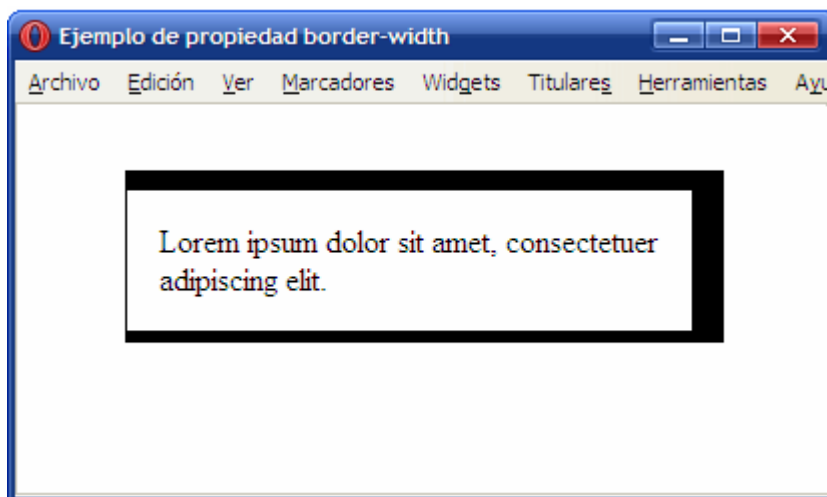 Ejemplo de propiedad border-width
Archivo Edición Ver Marcadores Widgets Titulares Herramientas Ayu
Lorem ipsum dolor sit amet, consectetuer
adipiscing elit.